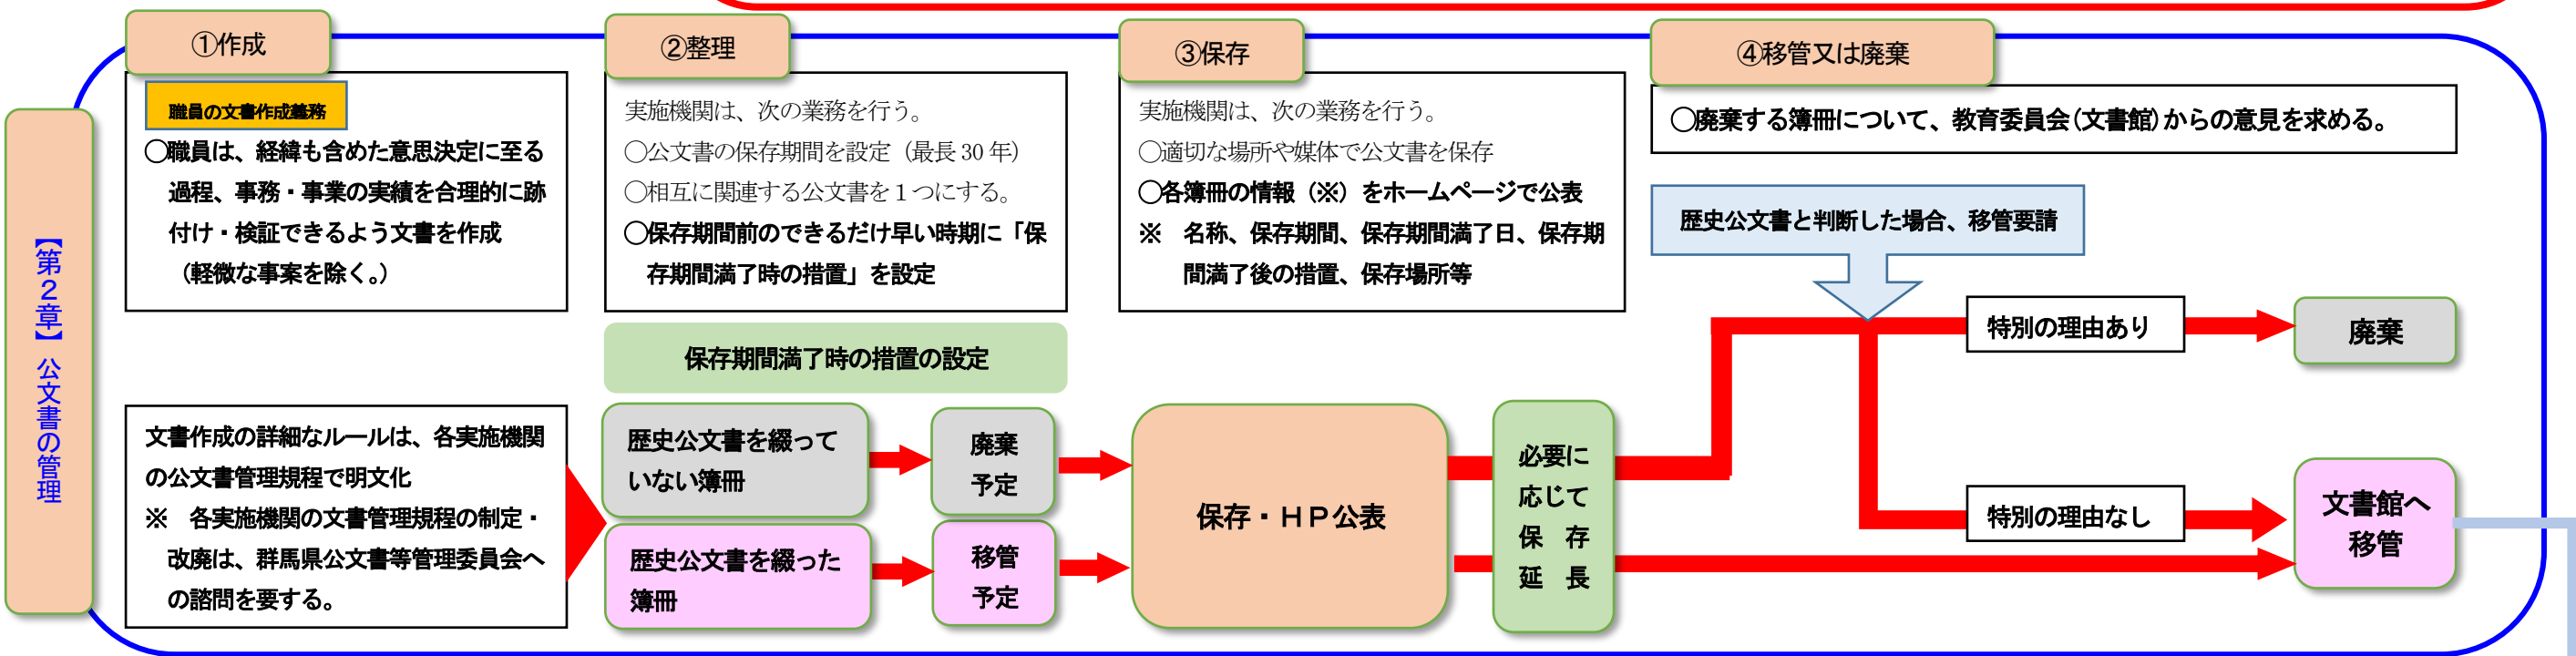 【第２章】公文書の管理
①作成
職員の文書作成義務
○職員は、経緯も含めた意思決定に至る
過程、事務・事業の実績を合理的に跡
付け・検証できるよう文書を作成
（軽微な事案を除く。）
文書作成の詳細なルールは、各実施機関
の公文書管理規程で明文化
※　各実施機関の文書管理規程の制定・
改廃は、群馬県公文書等管理委員会へ
の諮問を要する。
②整理
実施機関は、次の業務を行う。
○公文書の保存期間を設定（最長 30 年）
○相互に関連する公文書を１つにする。
○保存期間前のできるだけ早い時期に「保
存期間満了時の措置」を設定
保存期間満了時の措置の設定
歴史公文書を綴って
いない簿冊
廃棄
予定
歴史公文書を綴った
簿冊
移管
予定
③保存
実施機関は、次の業務を行う。
○適切な場所や媒体で公文書を保存
○各簿冊の情報（※）をホームページで公表
※　名称、保存期間、保存期間満了日、保存期
間満了後の措置、保存場所等
保存・ＨＰ公表
必要に
応じて
保　存
延　長
④移管又は廃棄
○廃棄する簿冊について、教育委員会（文書館）からの意見を求める。
歴史公文書と判断した場合、移管要請
特別の理由あり
廃棄
特別の理由なし
文書館へ
移管